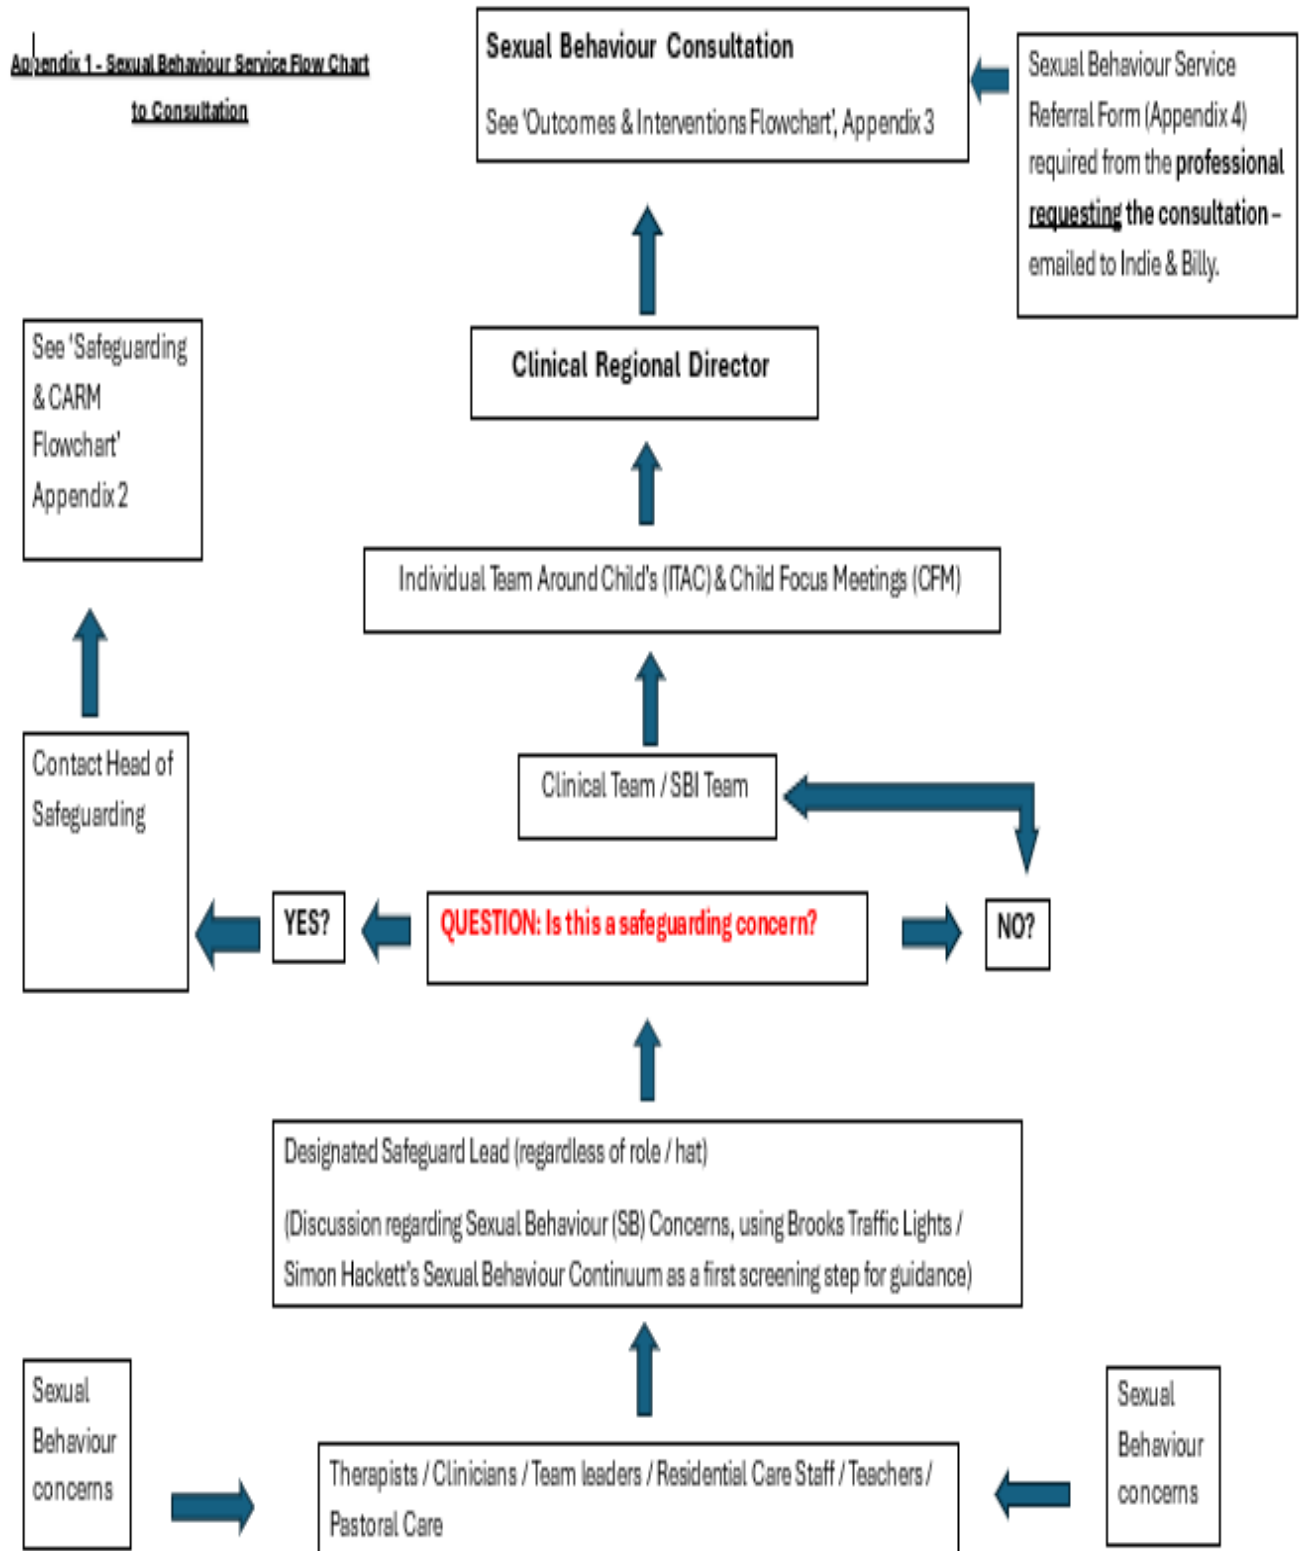 Appendix 1 - Sexual Behaviour Service Flow Chart
to Consultation
Sexual Behaviour Consultation
See 'Outcomes & Interventions Flowchart', Appendix 3
Sexual Behaviour Service
Referral Form (Appendix 4)
required from the professional
requesting the consultation –
emailed to Indie & Billy.
See 'Safeguarding
& CARM
Flowchart'
Appendix 2
Clinical Regional Director
Individual Team Around Child's (ITAC) & Child Focus Meetings (CFM)
Contact Head of
Safeguarding
Clinical Team / SBI Team
YES?
QUESTION: Is this a safeguarding concern?
NO?
Designated Safeguard Lead (regardless of role / hat)
(Discussion regarding Sexual Behaviour (SB) Concerns, using Brooks Traffic Lights /
Simon Hackett's Sexual Behaviour Continuum as a first screening step for guidance)
Sexual
Behaviour
concerns
Therapists / Clinicians / Team leaders / Residential Care Staff / Teachers /
Pastoral Care
Sexual
Behaviour
concerns